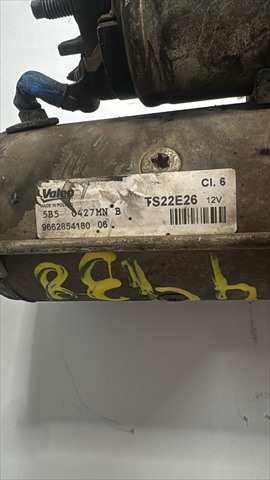 Valeo Cl. 6
MADE IN POLAND
TS22E26 12V
5B5 0427MN B
9662854180 06